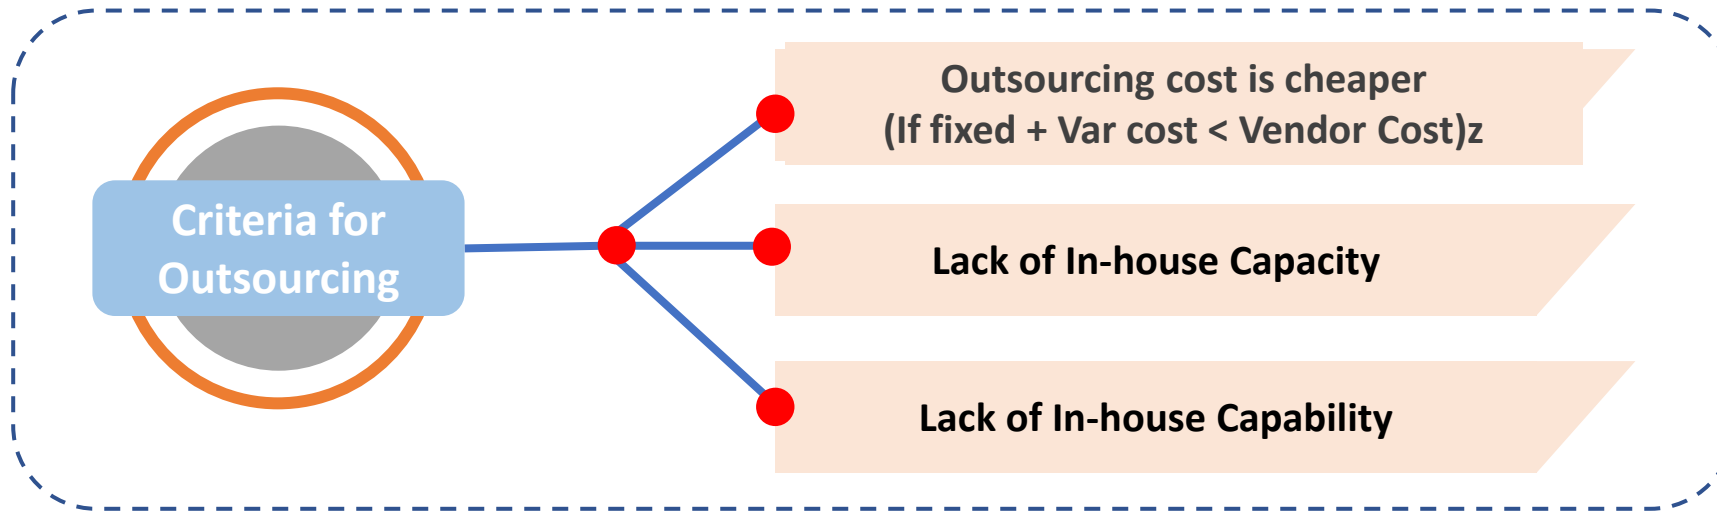 Criteria for
Outsourcing
Outsourcing cost is cheaper
(If fixed + Var cost < Vendor Cost)z
Lack of In-house Capacity
Lack of In-house Capability